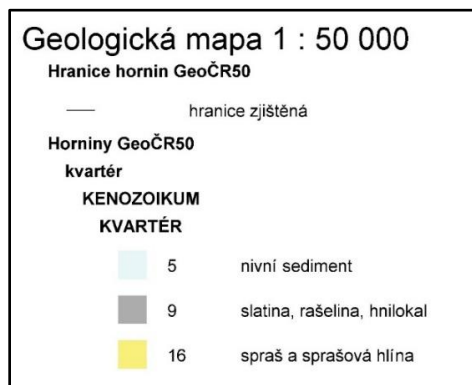 Geologická mapa 1 : 50 000
Hranice hornin GeoČR50
hranice zjištěná
Horniny GeoČR50
kvartér
KENOZOIKUM
KVARTÉR
5 nivní sediment
9 slatina, rašelina, hnilokal
16 spraš a sprašová hlína